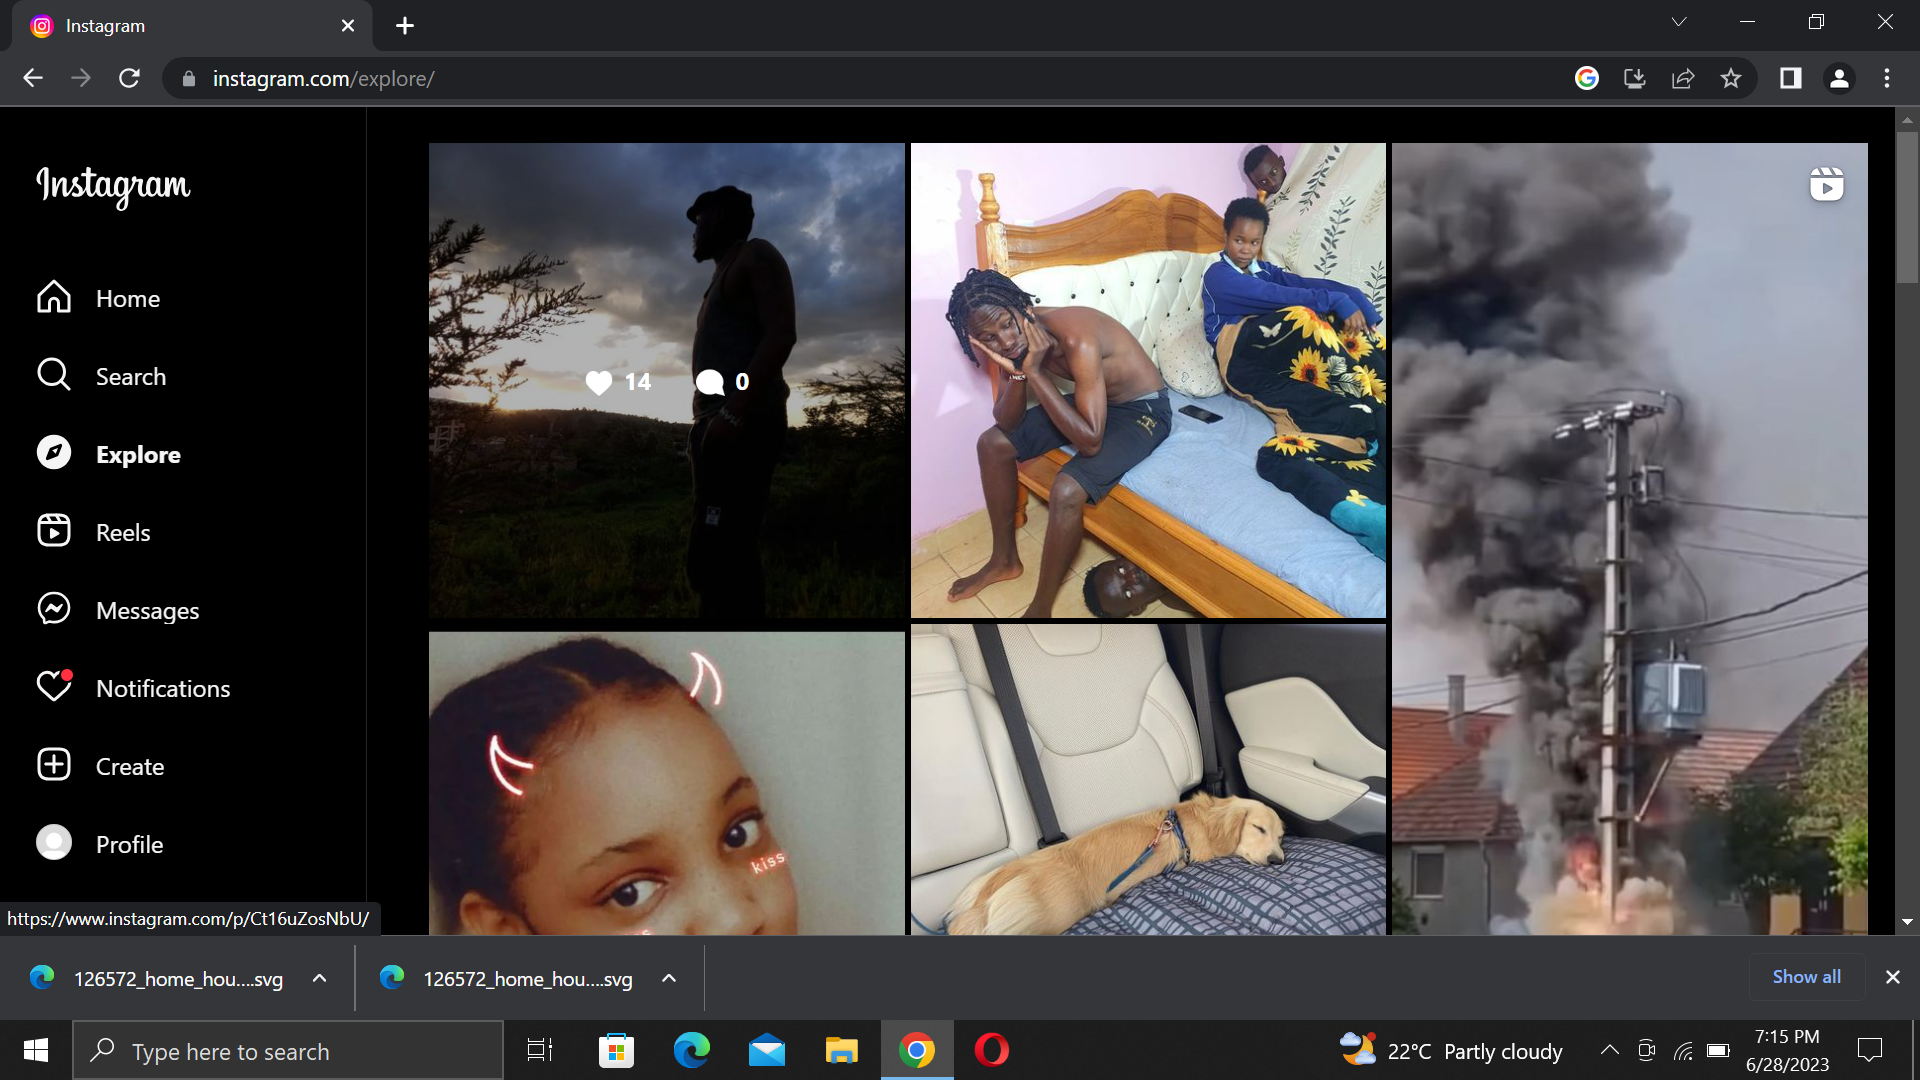 Instagram
instagram.com/explore/
Instagram
Home
Search
Explore
Reels
Messages
Notifications
Create
Profile
14 0
kiss
https://www.instagram.com/p/Ct16uZosNbU/
126572_home_hou....svg
126572_home_hou....svg
Show all
Type here to search
22°C Partly cloudy
7:15 PM
6/28/2023